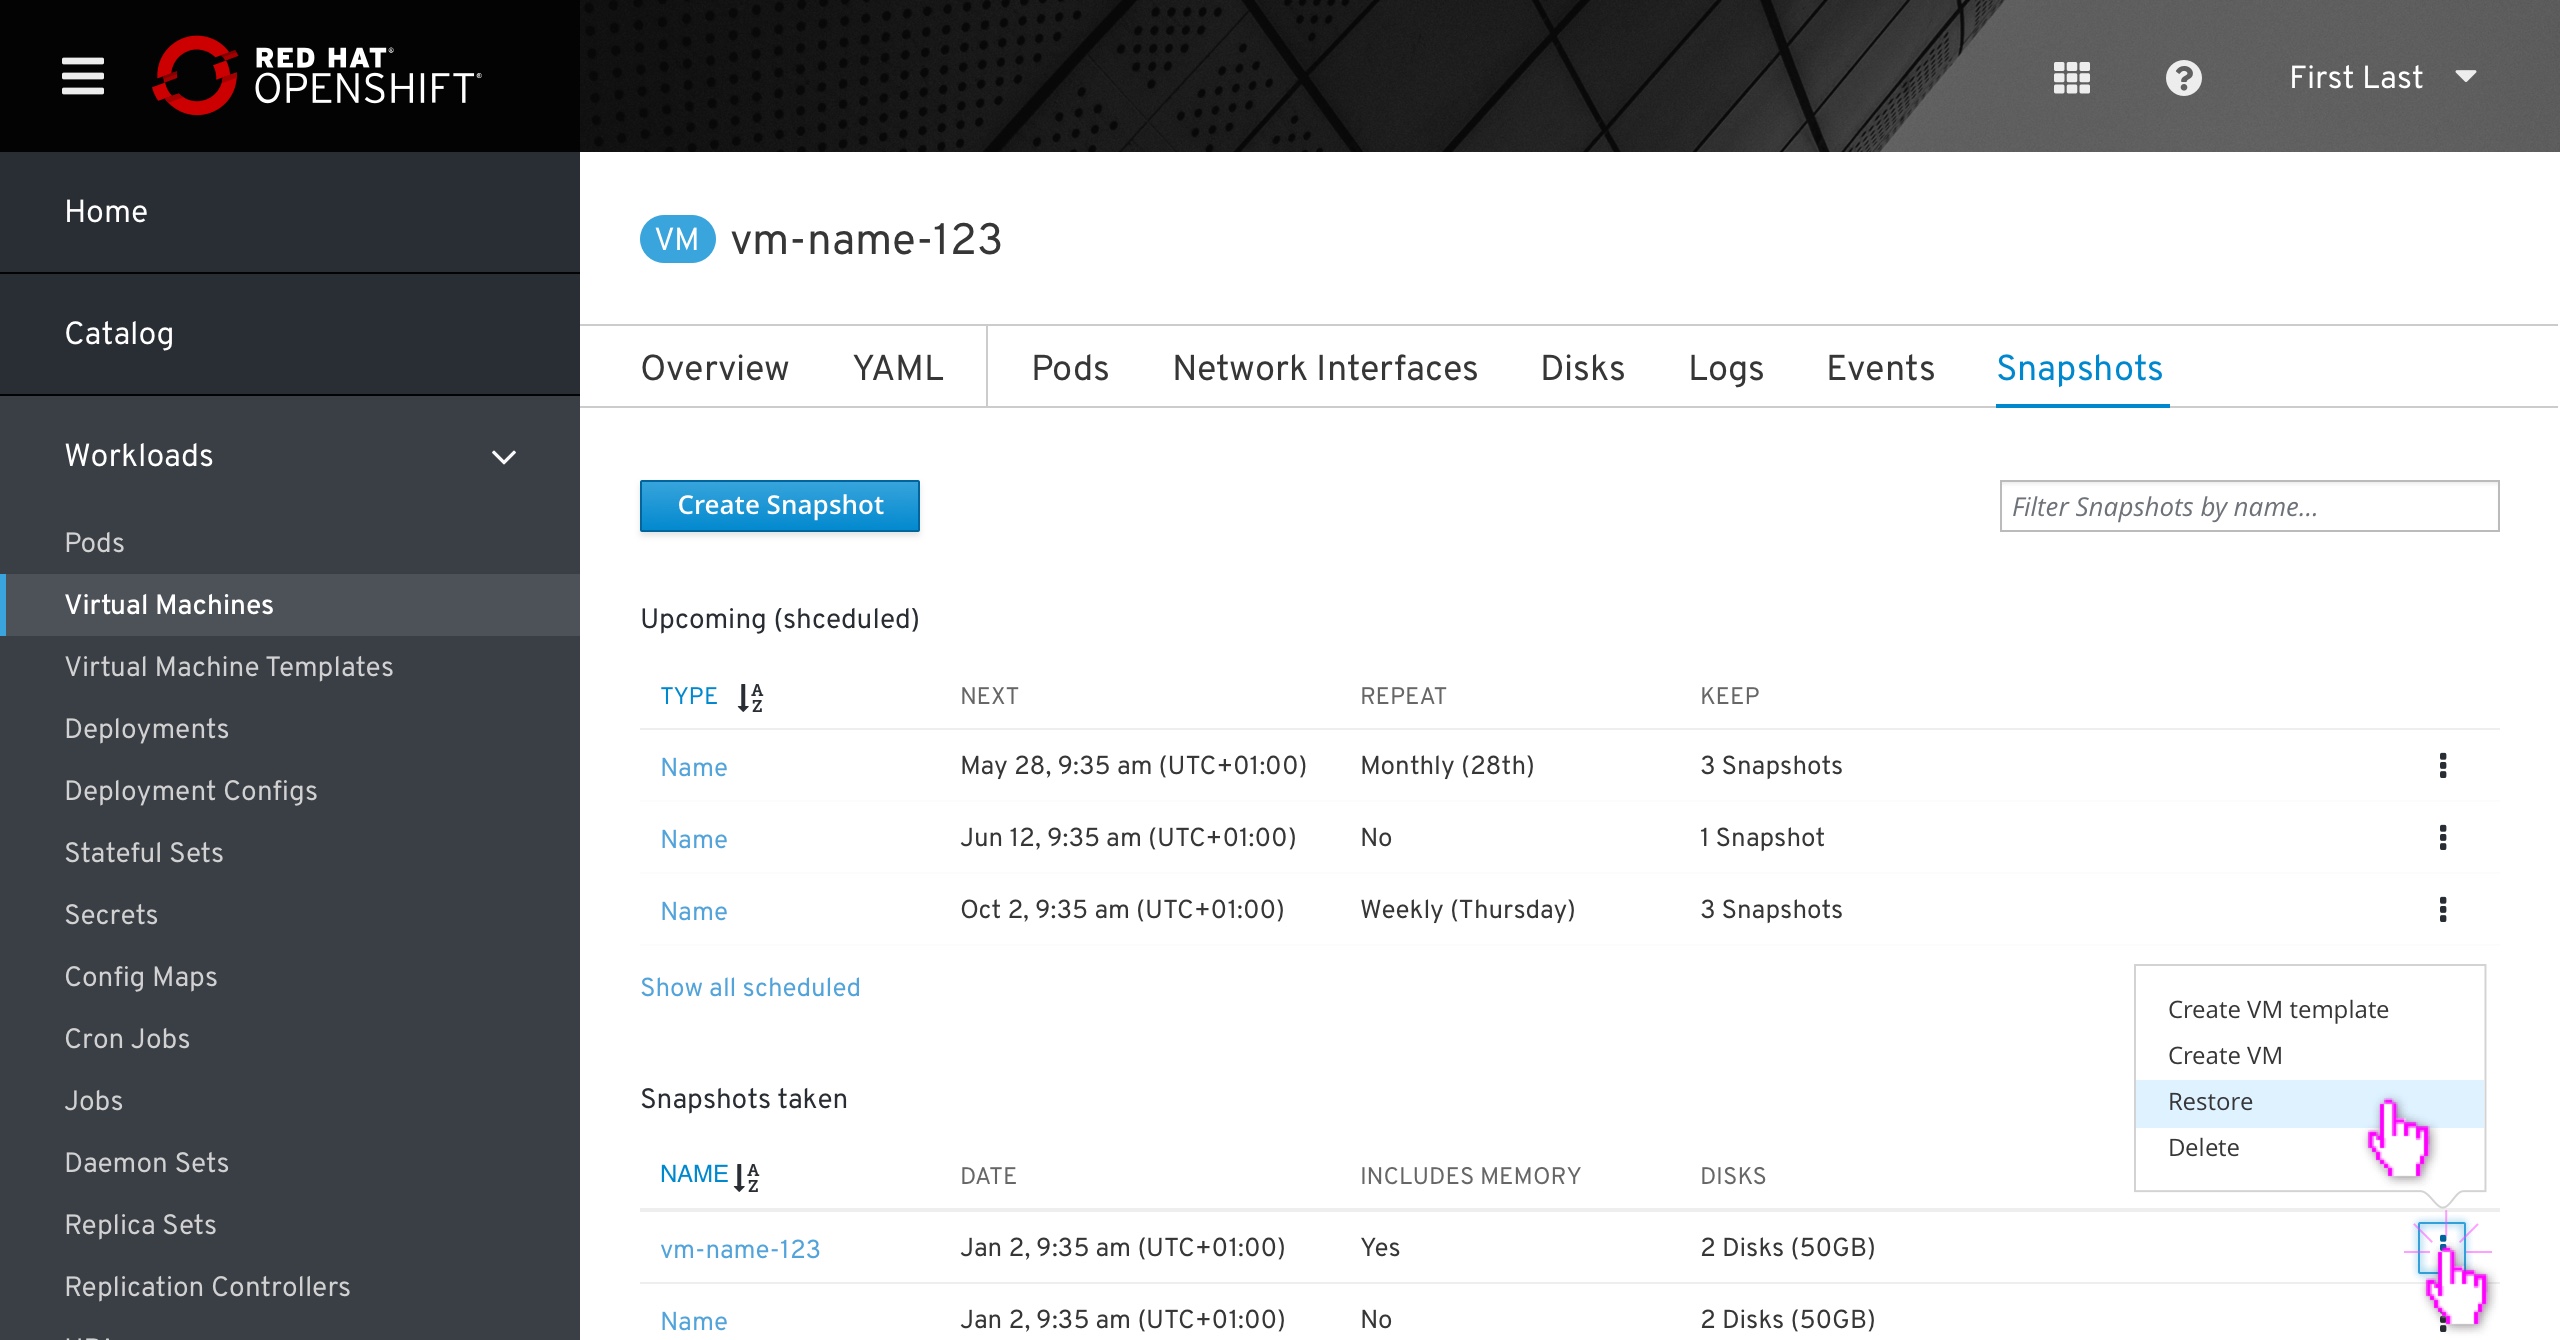 RED HAT®
OPENSHIFT®
First Last
Home
Catalog
Workloads
Pods
Virtual Machines
Virtual Machine Templates
Deployments
Deployment Configs
Stateful Sets
Secrets
Config Maps
Cron Jobs
Jobs
Daemon Sets
Replica Sets
Replication Controllers
VM vm-name-123
Overview YAML Pods Network Interfaces Disks Logs Events Snapshots
Create Snapshot
Filter Snapshots by name...
Upcoming (shceduled)
TYPE NEXT REPEAT KEEP
Name May 28, 9:35 am (UTC+01:00) Monthly (28th) 3 Snapshots
Name Jun 12, 9:35 am (UTC+01:00) No 1 Snapshot
Name Oct 2, 9:35 am (UTC+01:00) Weekly (Thursday) 3 Snapshots
Show all scheduled
Create VM template
Create VM
Restore
Delete
Snapshots taken
NAME DATE INCLUDES MEMORY DISKS
vm-name-123 Jan 2, 9:35 am (UTC+01:00) Yes 2 Disks (50GB)
Name Jan 2, 9:35 am (UTC+01:00) No 2 Disks (50GB)